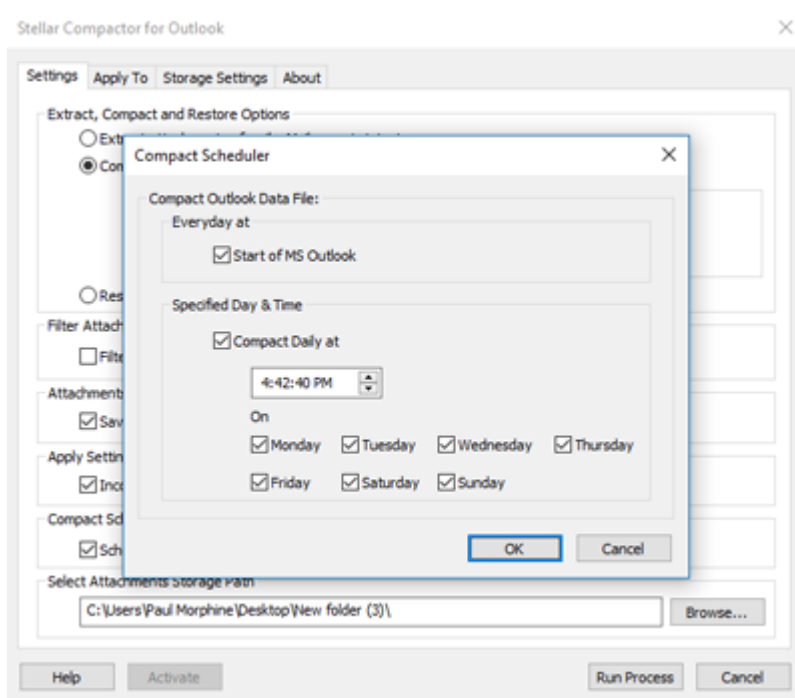 Stellar Compactor for Outlook
Settings Apply To Storage Settings About
Extract, Compact and Restore Options
Compact Scheduler
Compact Outlook Data File:
Everyday at
Start of MS Outlook
Specified Day & Time
Compact Daily at
4:42:40 PM
On
Monday Tuesday Wednesday Thursday
Friday Saturday Sunday
OK Cancel
Select Attachments Storage Path
C:\Users\Paul Morphine\Desktop\New folder (3)\ Browse...
Help Activate Run Process Cancel